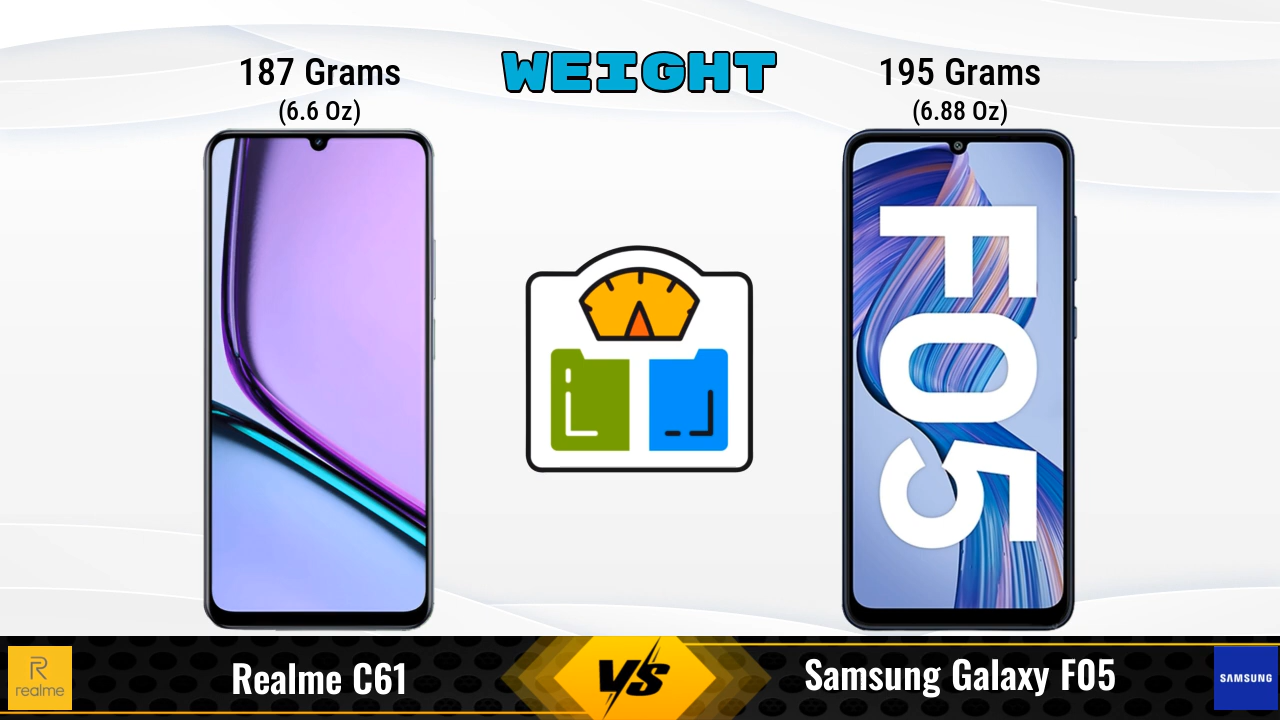 WEIGHT
187 Grams
(6.6 Oz)
195 Grams
(6.88 Oz)
F05
realme
Realme C61
VS
Samsung Galaxy F05
SAMSUNG